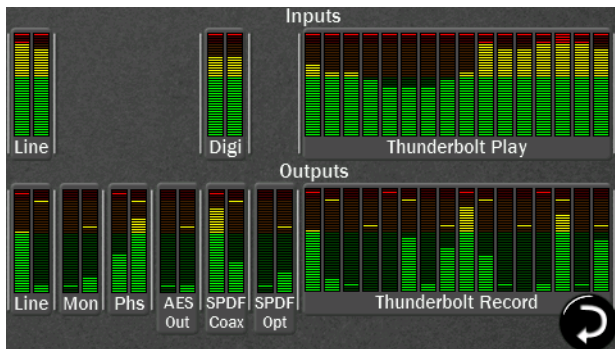 Inputs
Line
Digi
Thunderbolt Play
Outputs
Line
Mon
Phs
AES
Out
SPDF
Coax
SPDF
Opt
Thunderbolt Record